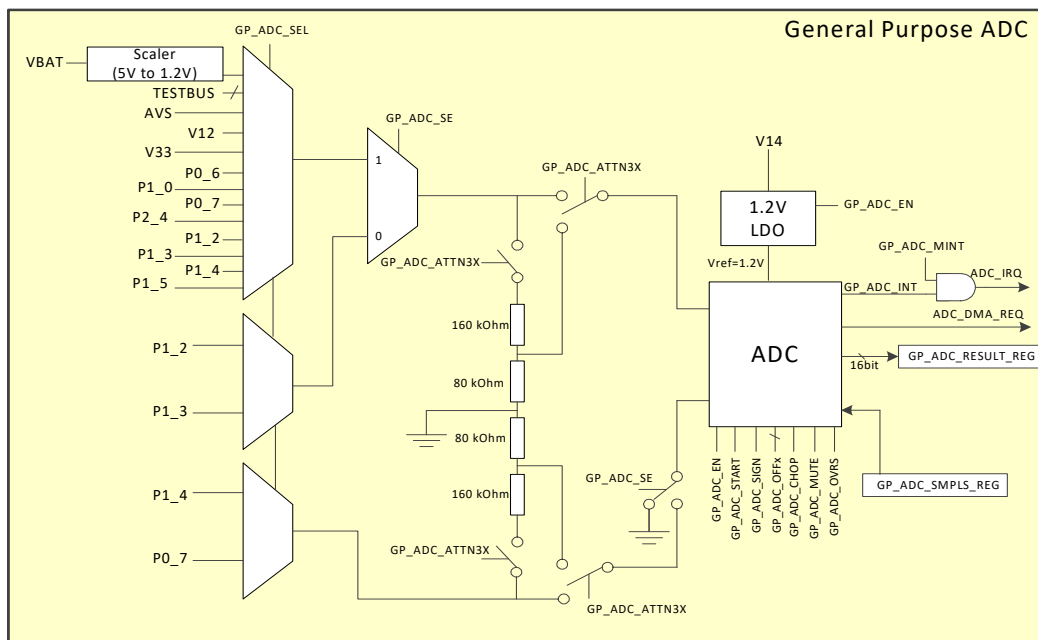 General Purpose ADC
GP_ADC_SEL
VBAT
Scaler
(5V to 1.2V)
TESTBUS
AVS
V12
V33
P0_6
P1_0
P0_7
P2_4
P1_2
P1_3
P1_4
P1_5
GP_ADC_SE
1
0
GP_ADC_ATTN3X
V14
1.2V
LDO
GP_ADC_EN
Vref=1.2V
GP_ADC_MINT
GP_ADC_INT
ADC_IRQ
ADC_DMA_REQ
ADC
16bit
GP_ADC_RESULT_REG
GP_ADC_SMPLS_REG
GP_ADC_ATTN3X
160 kOhm
80 kOhm
80 kOhm
160 kOhm
P1_2
P1_3
P1_4
P0_7
GP_ADC_SE
GP_ADC_ATTN3X
GP_ADC_ATTN3X
GP_ADC_EN
GP_ADC_START
GP_ADC_SIGN
GP_ADC_OFFx
GP_ADC_CHOP
GP_ADC_MUTE
GP_ADC_OVRS